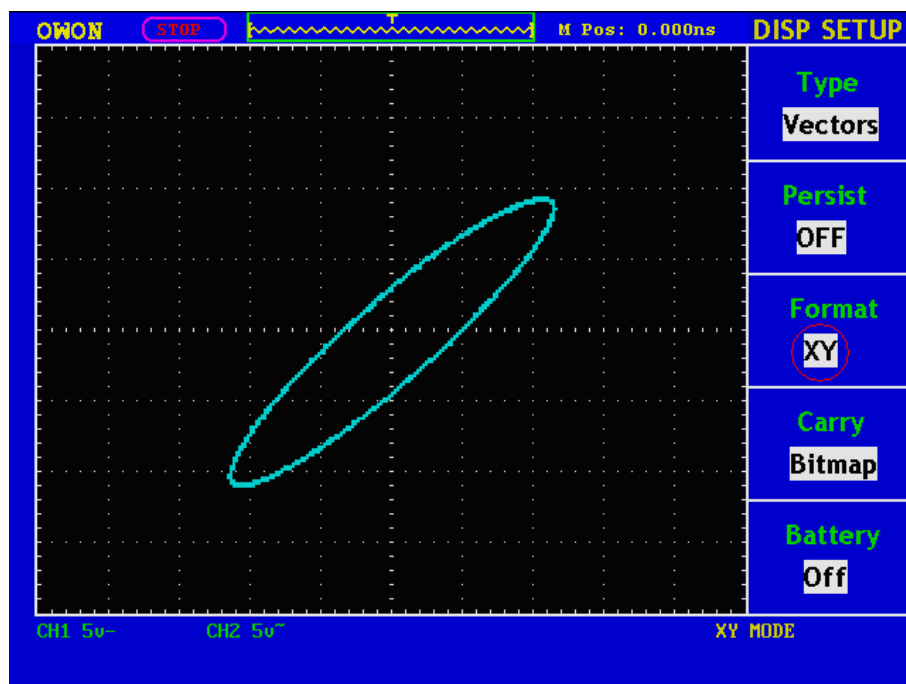 OWON STOP T M Pos: 0.000ns DISP SETUP
Type
Vectors
Persist
OFF
Format
XY
Carry
Bitmap
Battery
Off
CH1 5v- CH2 5v~ XY MODE